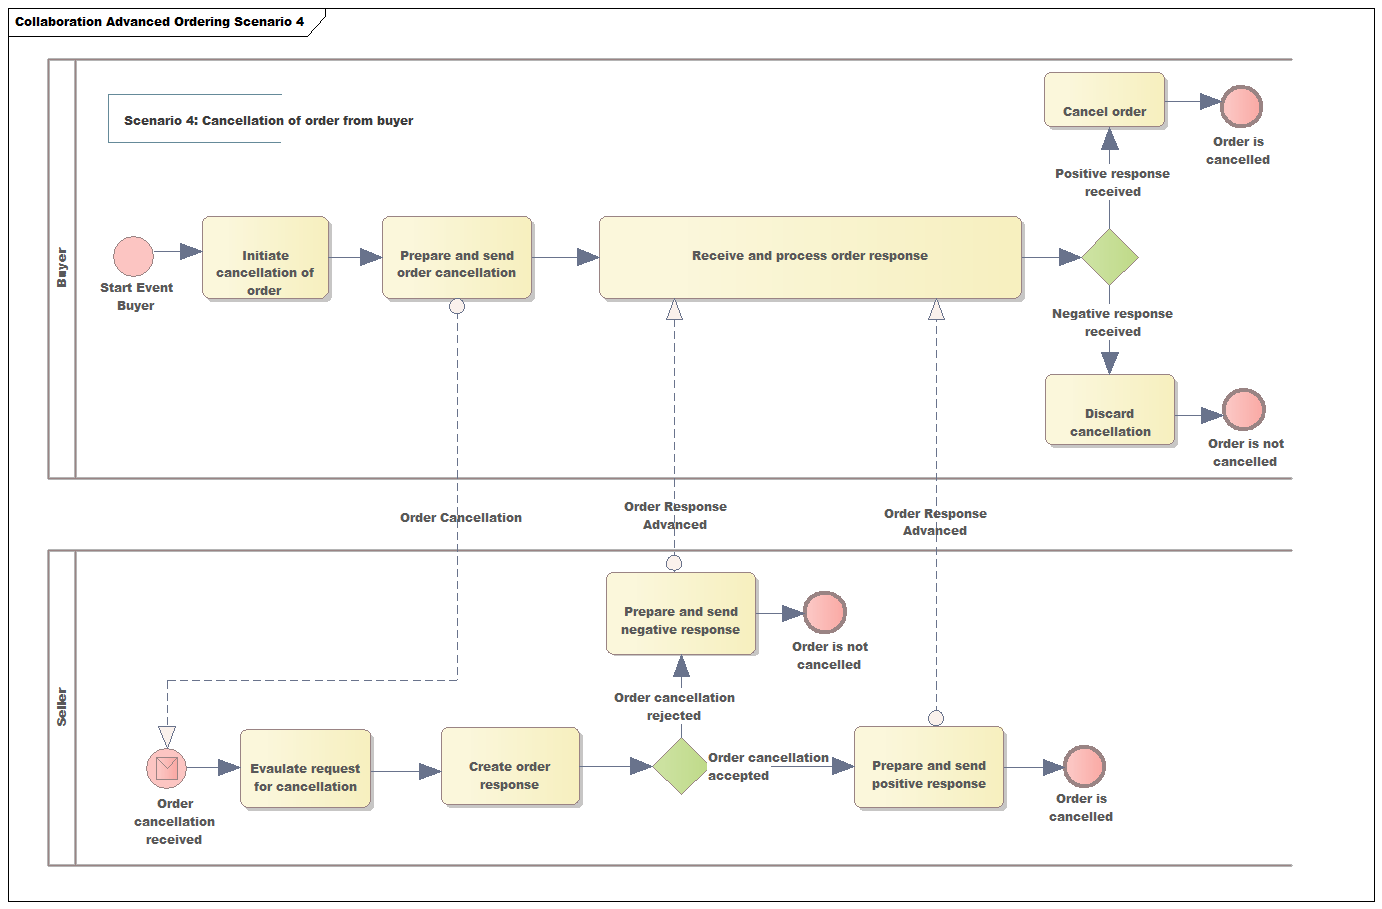 Collaboration Advanced Ordering Scenario 4
Buyer
Scenario 4: Cancellation of order from buyer
Start Event
Buyer
Initiate
cancellation of
order
Prepare and send
order cancellation
Receive and process order response
Cancel order
Order is
cancelled
Positive response
received
Negative response
received
Discard
cancellation
Order is not
cancelled
Order Cancellation
Order Response
Advanced
Order Response
Advanced
Seller
Order
cancellation
received
Evaulate request
for cancellation
Create order
response
Order cancellation
rejected
Prepare and send
negative response
Order is not
cancelled
Order cancellation
accepted
Prepare and send
positive response
Order is
cancelled